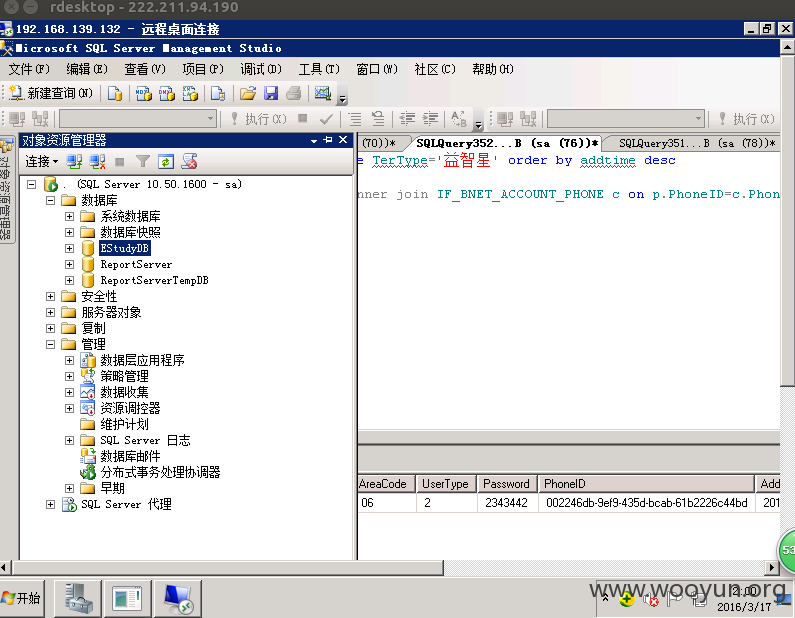 rdesktop - 222.211.94.190
192.168.139.132 - 远程桌面连接
Microsoft SQL Server Management Studio
文件(F) 编辑(E) 查看(V) 项目(P) 调试(D) 工具(T) 窗口(W) 社区(C) 帮助(H)
新建查询(N)
执行(X) 执行(X)
对象资源管理器
(70))* SQLQuery352...B (sa (76))* SQLQuery351...B (sa (78))*
连接
e TerType='益智星' order by addtime desc
对象资源管理器
. (SQL Server 10.50.1600 - sa)
nner join IF_BNET_ACCOUNT_PHONE c on p.PhoneID=c.Phon
数据库
系统数据库
数据库快照
EStudyDB
ReportServer
ReportServerTempDB
安全性
服务器对象
复制
管理
数据层应用程序
策略管理
数据收集
资源调控器
维护计划
SQL Server 日志
数据库邮件
分布式事务处理协调器
早期
SQL Server 代理
AreaCode UserType Password PhoneID Add
06 2 2343442 002246db-9ef9-435d-bcab-61b2226c44bd 201
53
开始
www.wooyun.org
21:00
2016/3/17